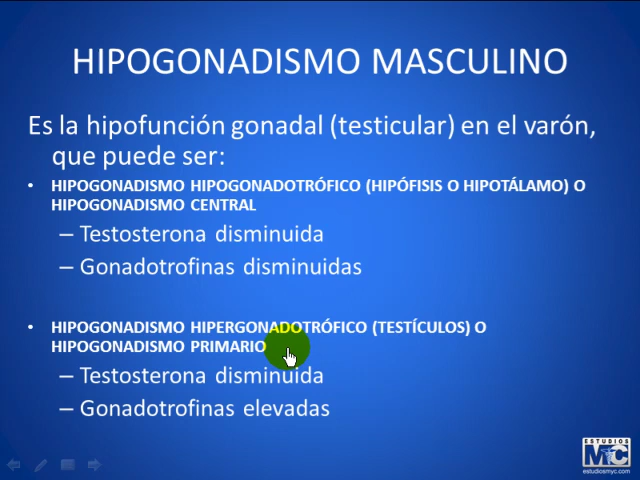 HIPOGONADISMO MASCULINO
Es la hipofunción gonadal (testicular) en el varón,
que puede ser:
• HIPOGONADISMO HIPOGONADOTRÓFICO (HIPÓFISIS O HIPOTÁLAMO) O
HIPOGONADISMO CENTRAL
– Testosterona disminuida
– Gonadotrofinas disminuidas
• HIPOGONADISMO HIPERGONADOTRÓFICO (TESTÍCULOS) O
HIPOGONADISMO PRIMARIO
– Testosterona disminuida
– Gonadotrofinas elevadas
ESTUDIOS
MyC
estudiosmyc.com